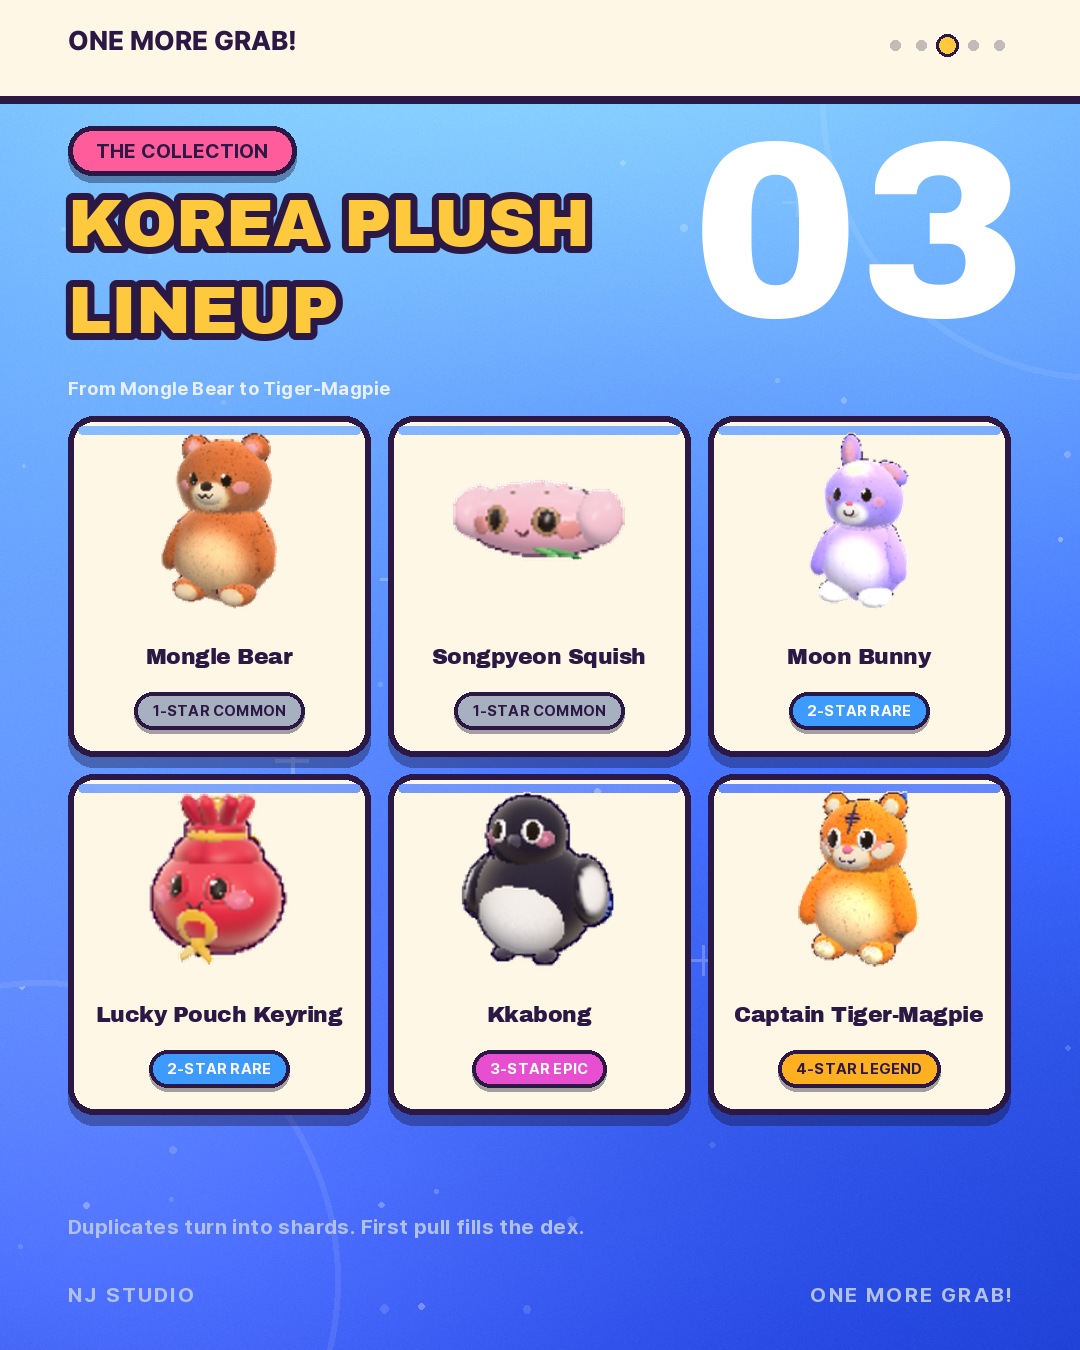 ONE MORE GRAB!
THE COLLECTION
03
KOREA PLUSH
LINEUP
From Mongle Bear to Tiger-Magpie
Mongle Bear
1-STAR COMMON
Songpyeon Squish
1-STAR COMMON
Moon Bunny
2-STAR RARE
Lucky Pouch Keyring
2-STAR RARE
Kkabong
3-STAR EPIC
Captain Tiger-Magpie
4-STAR LEGEND
Duplicates turn into shards. First pull fills the dex.
NJ STUDIO
ONE MORE GRAB!